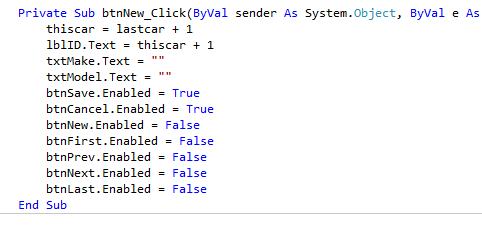 Private Sub btnNew_Click(ByVal sender As System.Object, ByVal e As
thiscar = lastcar + 1
lblID.Text = thiscar + 1
txtMake.Text = ""
txtModel.Text = ""
btnSave.Enabled = True
btnCancel.Enabled = True
btnNew.Enabled = False
btnFirst.Enabled = False
btnPrev.Enabled = False
btnNext.Enabled = False
btnLast.Enabled = False
End Sub